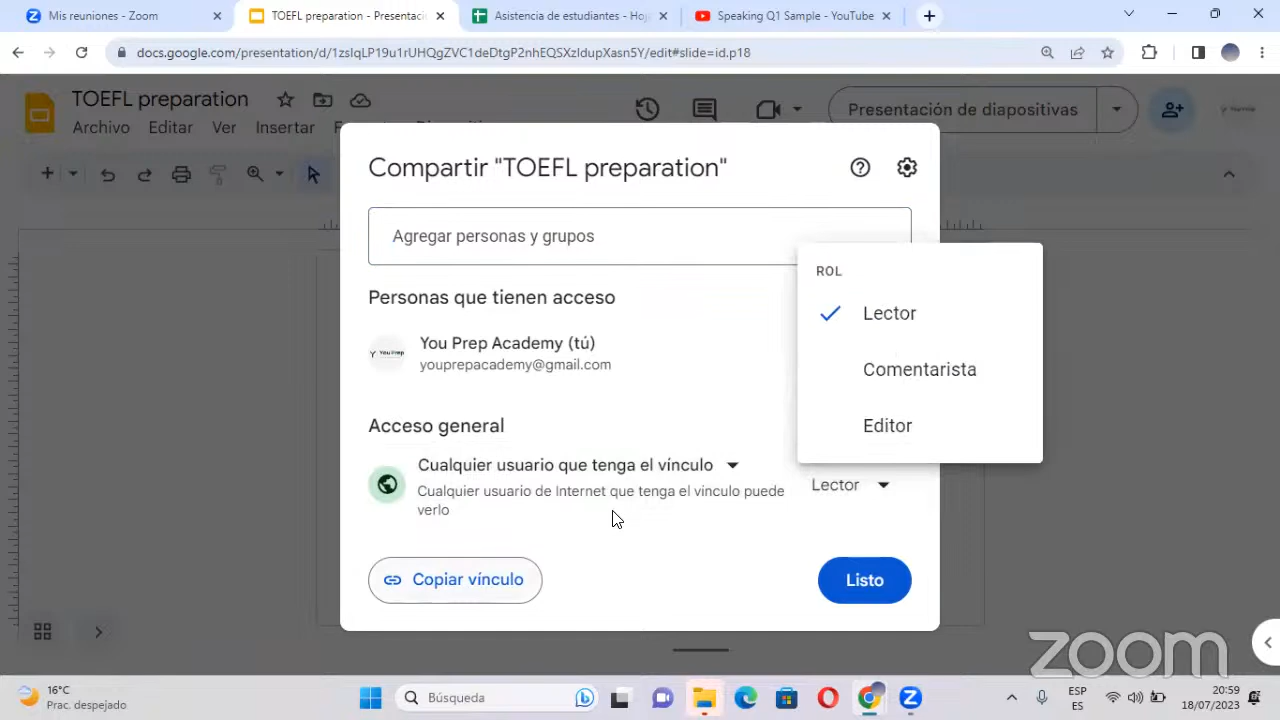 Mis reuniones - Zoom
TOEFL preparation - Presentació
Asistencia de estudiantes - Hoja
Speaking Q1 Sample - YouTube
docs.google.com/presentation/d/1zsIqLP19u1rUHQgZVC1deDtgP2nhEQSXzIdupXasn5Y/edit#slide=id.p18
TOEFL preparation
Archivo Editar Ver Insertar
Presentación de diapositivas
Compartir "TOEFL preparation"
Agregar personas y grupos
Personas que tienen acceso
You Prep Academy (tú)
youprepacademy@gmail.com
ROL
Lector
Comentarista
Editor
Acceso general
Cualquier usuario que tenga el vínculo
Cualquier usuario de Internet que tenga el vínculo puede
verlo
Lector
Copiar vínculo
Listo
zoom
16°C
Prac. despejado
Búsqueda
ESP
20:59
18/07/2023